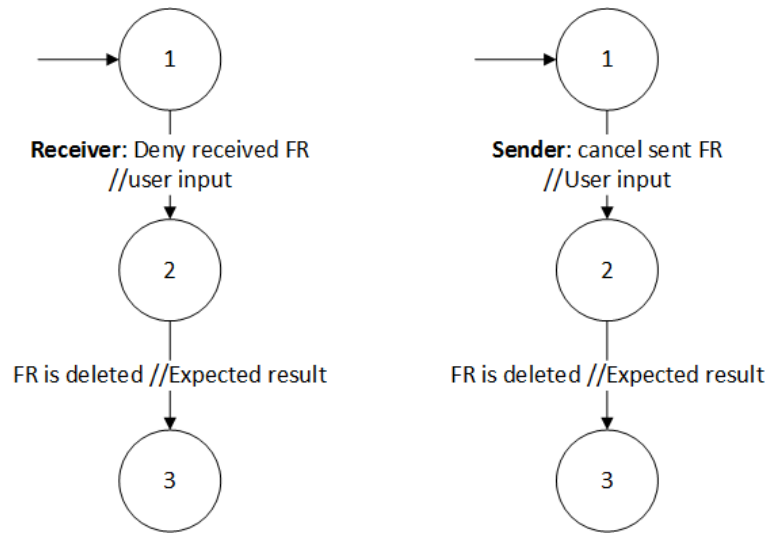 1
Receiver: Deny received FR
//user input
2
FR is deleted //Expected result
3
1
Sender: cancel sent FR
//User input
2
FR is deleted //Expected result
3